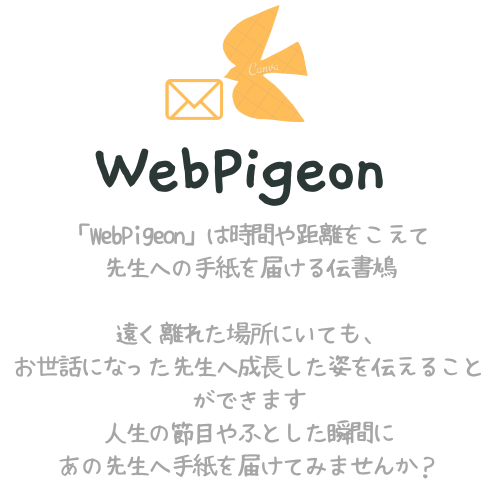 Canva
WebPigeon
「WebPigeon」は時間や距離をこえて
先生への手紙を届ける伝書鳩
遠く離れた場所にいても、
お世話になった先生へ成長した姿を伝えること
ができます
人生の節目やふとした瞬間に
あの先生へ手紙を届けてみませんか？